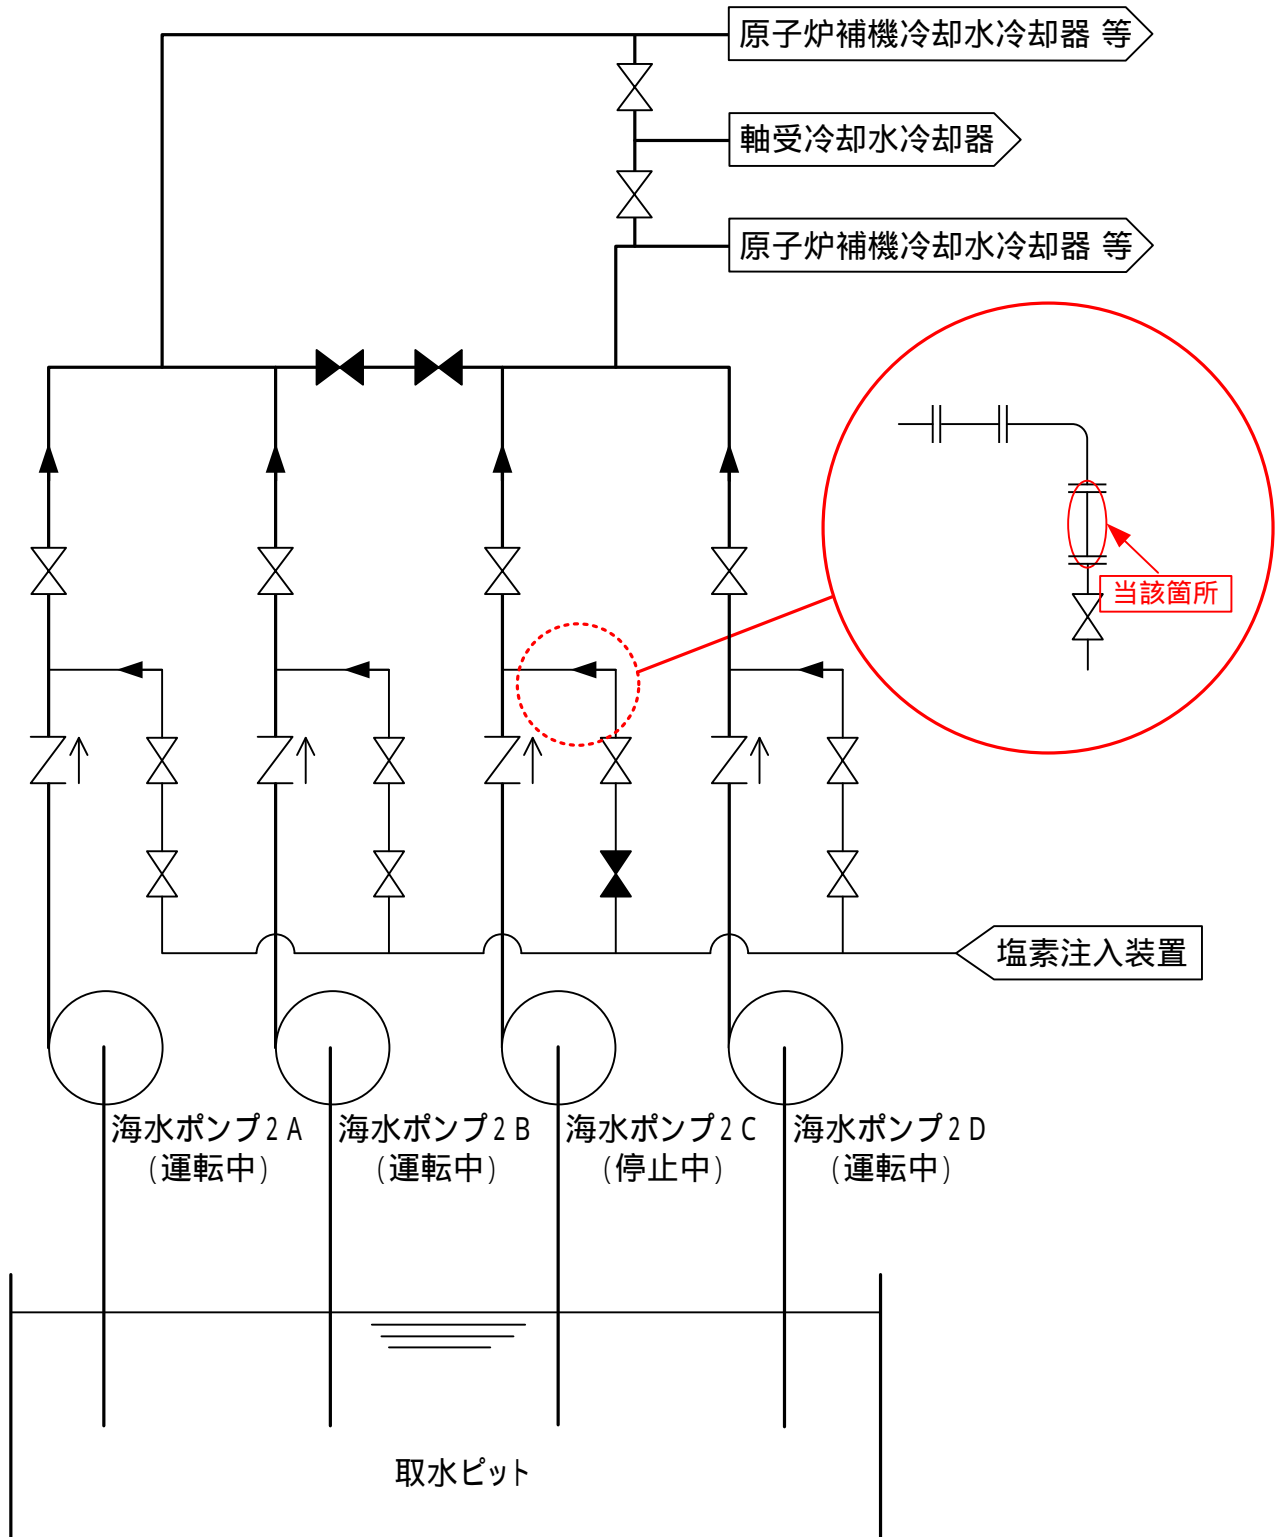 原子炉補機冷却水冷却器 等
軸受冷却水冷却器
原子炉補機冷却水冷却器 等
当該箇所
塩素注入装置
海水ポンプ2A
(運転中)
海水ポンプ2B
(運転中)
海水ポンプ2C
(停止中)
海水ポンプ2D
(運転中)
取水ピット